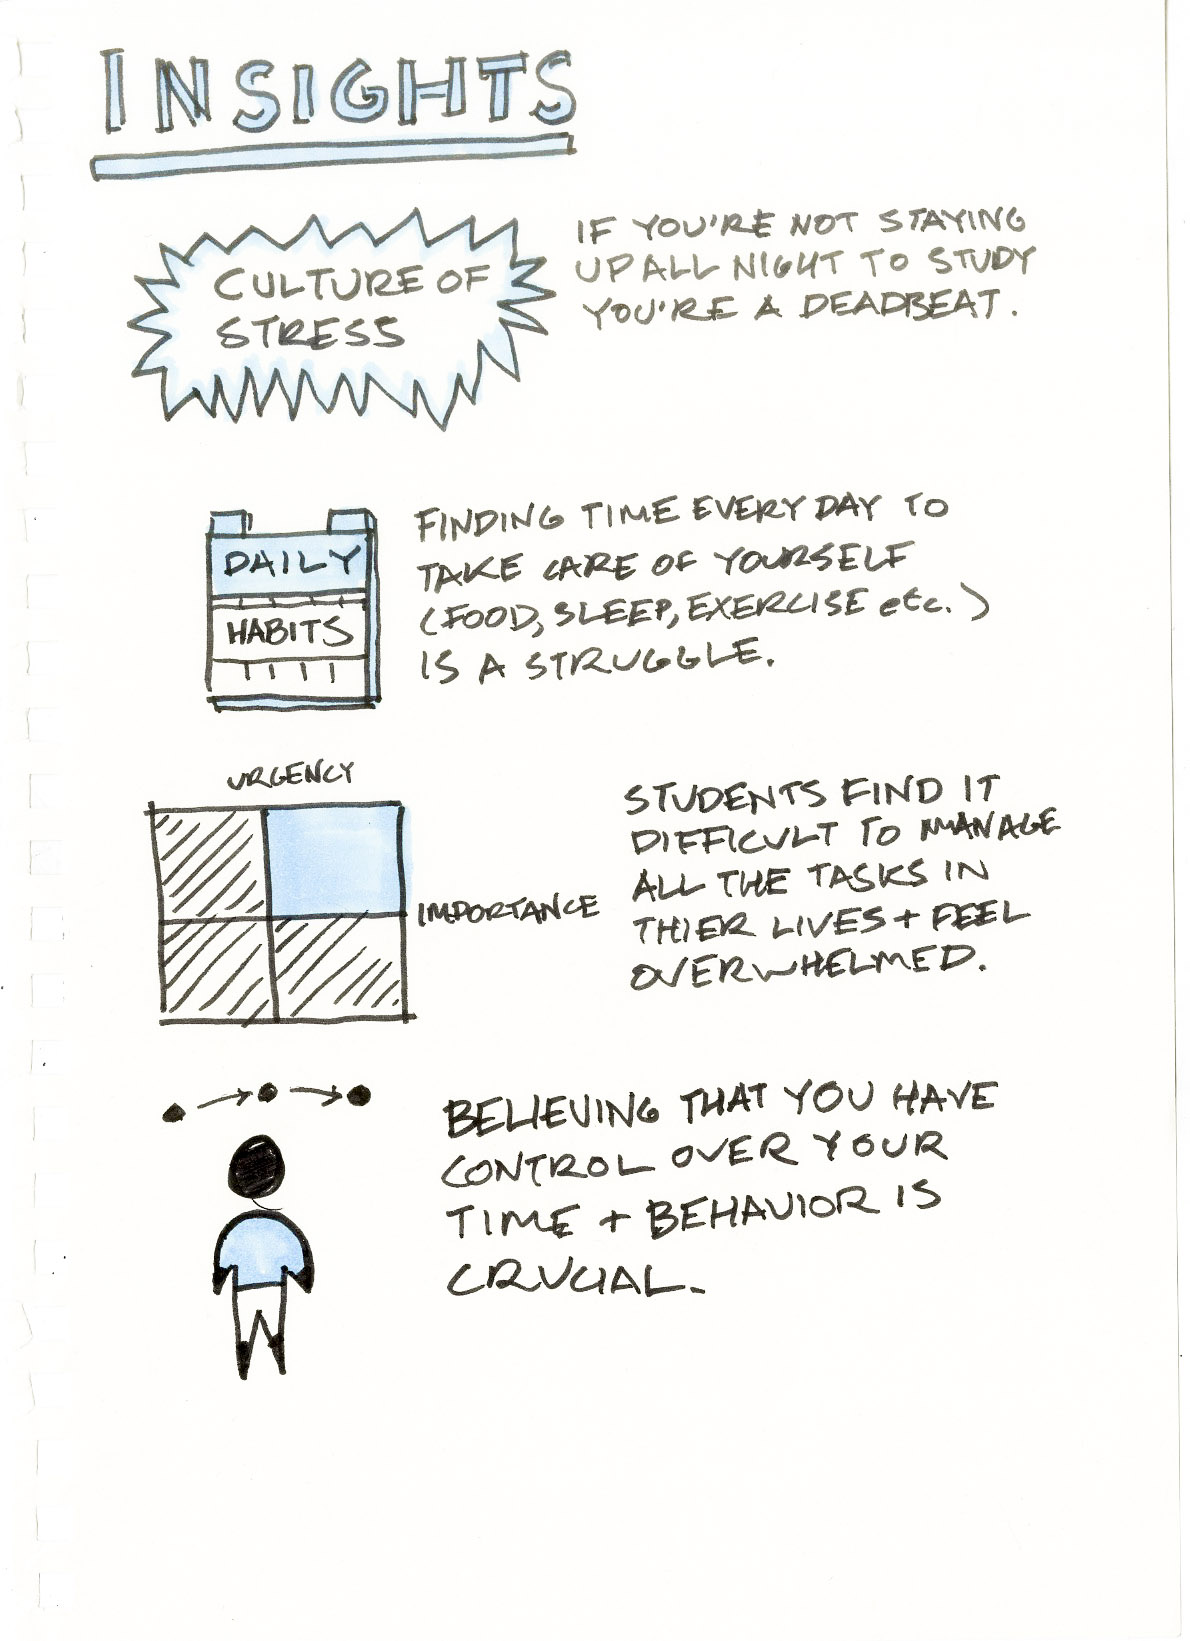 INSIGHTS
CULTURE OF
STRESS
IF YOU'RE NOT STAYING
UP ALL NIGHT TO STUDY
YOU'RE A DEADBEAT.
DAILY
HABITS
FINDING TIME EVERY DAY TO
TAKE CARE OF YOURSELF
(FOOD, SLEEP, EXERCISE etc.)
IS A STRUGGLE.
URGENCY
IMPORTANCE
STUDENTS FIND IT
DIFFICULT TO MANAGE
ALL THE TASKS IN
THIER LIVES + FEEL
OVERWHELMED.
BELIEVING THAT YOU HAVE
CONTROL OVER YOUR
TIME + BEHAVIOR IS
CRUCIAL.